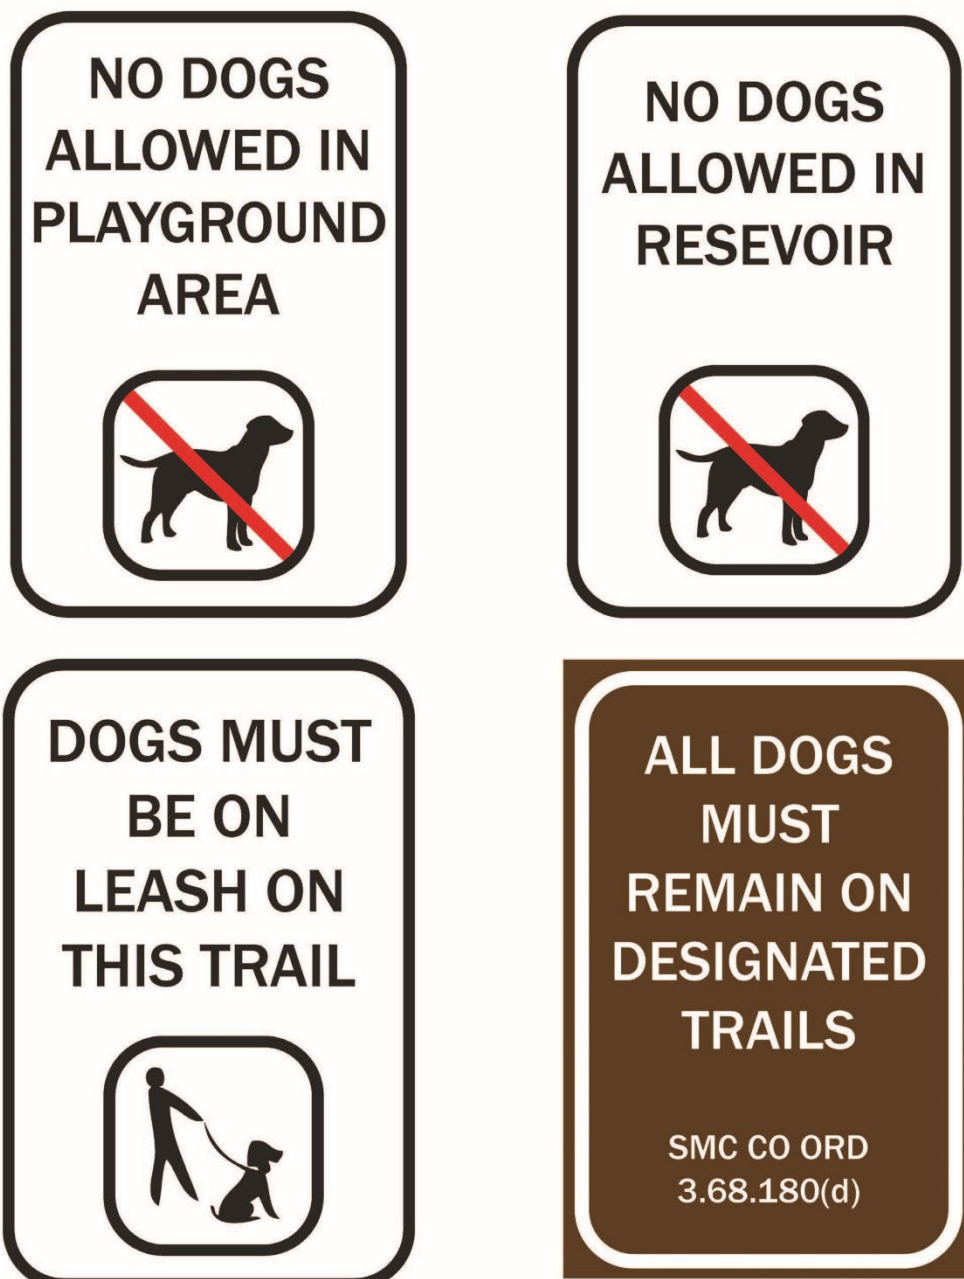 NO DOGS
ALLOWED IN
PLAYGROUND
AREA
NO DOGS
ALLOWED IN
RESEVOIR
DOGS MUST
BE ON
LEASH ON
THIS TRAIL
ALL DOGS
MUST
REMAIN ON
DESIGNATED
TRAILS
SMC CO ORD
3.68.180(d)